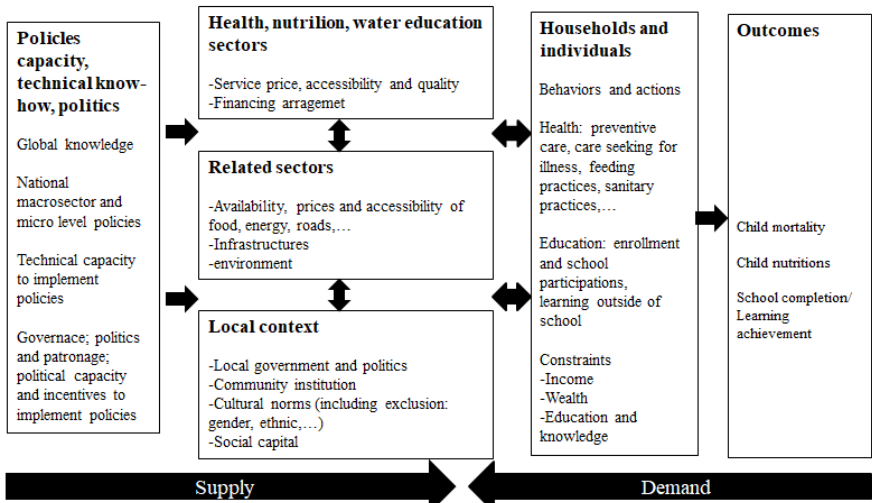 Policles
capacity,
technical know-
how, politics
Global knowledge
National
macrosector and
micro level policies
Technical capacity
to implement
policies
Governace; politics
and patronage;
political capacity
and incentives to
implement policies
Health, nutrilion, water education
sectors
-Service price, accessibility and quality
-Financing arragemet
Related sectors
-Availability, prices and accessibility of
food, energy, roads,...
-Infrastructures
-environment
Local context
-Local government and politics
-Community institution
-Cultural norms (including exclusion:
gender, ethnic,...)
-Social capital
Households and
individuals
Behaviors and actions
Health: preventive
care, care seeking for
illness, feeding
practices, sanitary
practices,...
Education: enrollment
and school
participations,
learning outside of
school
Constraints
-Income
-Wealth
-Education and
knowledge
Outcomes
Child mortality
Child nutritions
School completion/
Learning
achievement
Supply
Demand